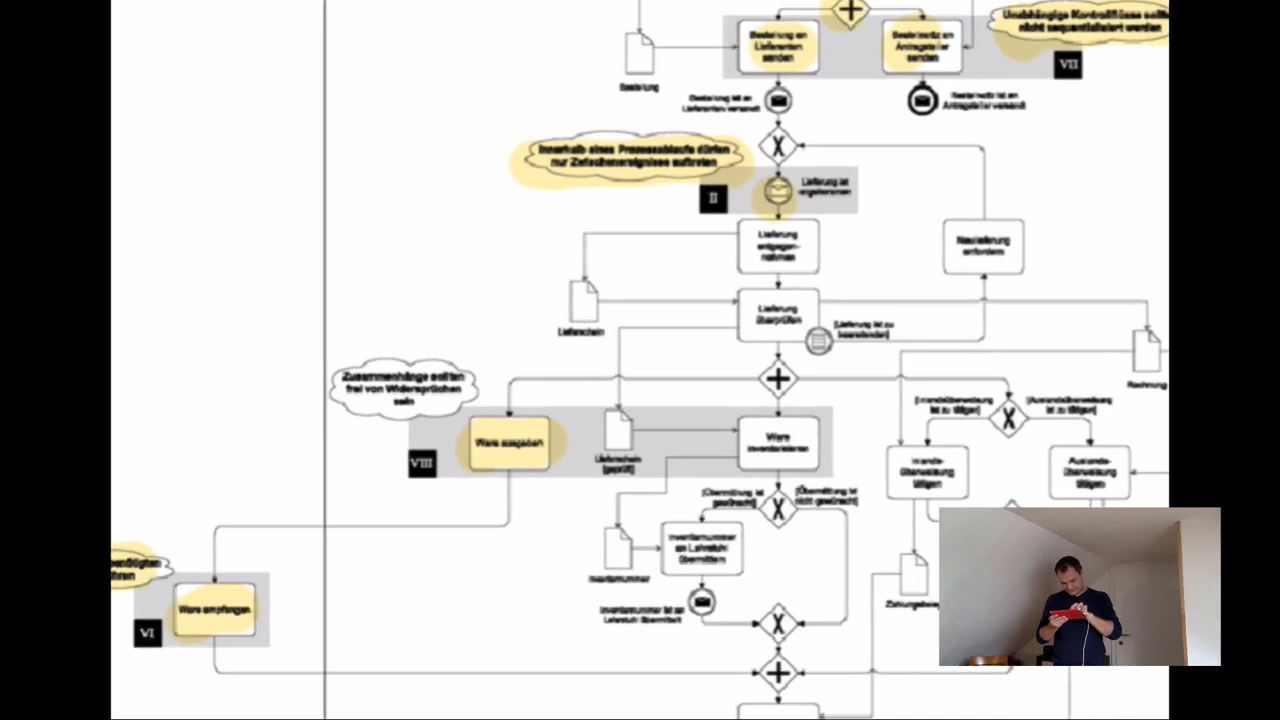 Unabhängige Kontrollflüsse sollten
nicht sequentialisiert werden
Bestellung an
Lieferanten
senden
Bestellnotiz an
Antragsteller
senden
VII
Bestellung
Bestellung ist an
Lieferanten versandt
Bestellnotiz ist an
Antragsteller versandt
Innerhalb eines Prozessablaufs dürfen
nur Zwischenereignisse auftreten
II
Lieferung ist
angekommen
Lieferung
entgegen-
nehmen
Neulieferung
anfordern
Lieferschein
Lieferung
überprüfen
[Lieferung ist zu
beanstanden]
Rechnung
Zusammenhänge sollten
frei von Widersprüchen
sein
[Inlandsüberweisung
ist zu tätigen]
[Auslandsüberweisung
ist zu tätigen]
VIII
Ware ausgeben
Lieferschein
[geprüft]
Ware
inventarisieren
Inlands-
überweisung
tätigen
Auslands-
überweisung
tätigen
[Übermittlung ist
gewünscht]
[Übermittlung ist
nicht gewünscht]
Inventarnummer
Inventarnummer
an Lehrstuhl
übermitteln
Inventarnummer ist an
Lehrstuhl übermittelt
Zahlungsbeleg
VI
Ware empfangen